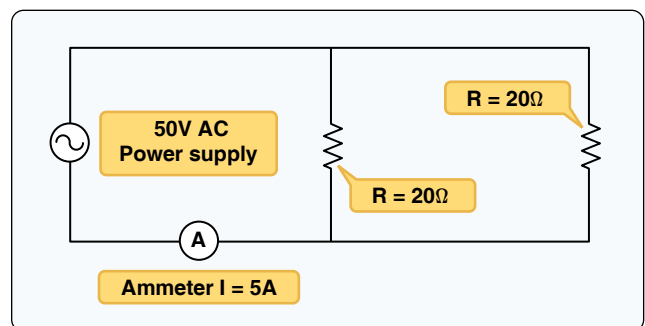 R = 20Ω
50V AC
Power supply
R = 20Ω
A
Ammeter I = 5A